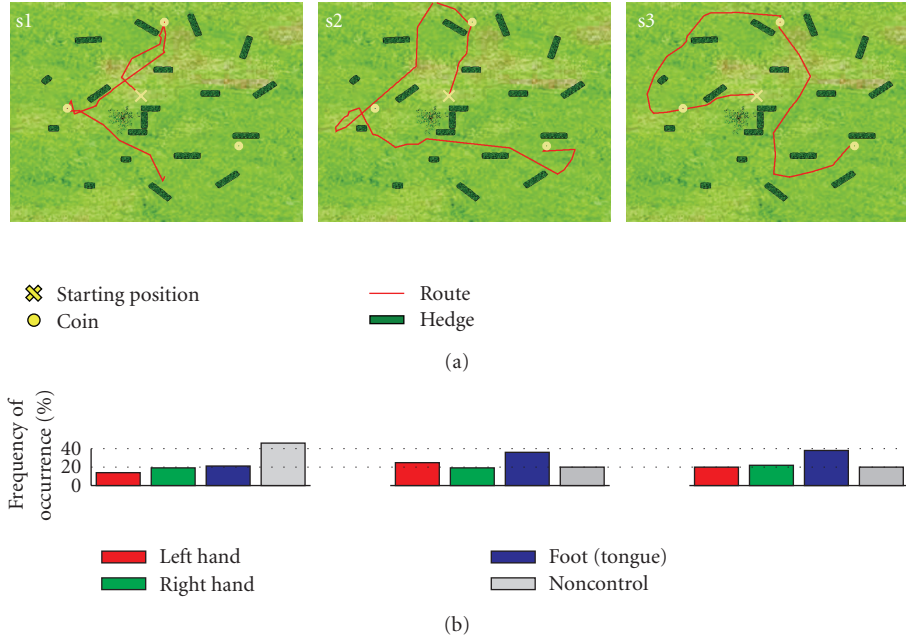 s1
s2
s3
Starting position
Coin
Route
Hedge
(a)
Frequency of
occurrence (%)
40
20
0
Left hand
Right hand
Foot (tongue)
Noncontrol
(b)